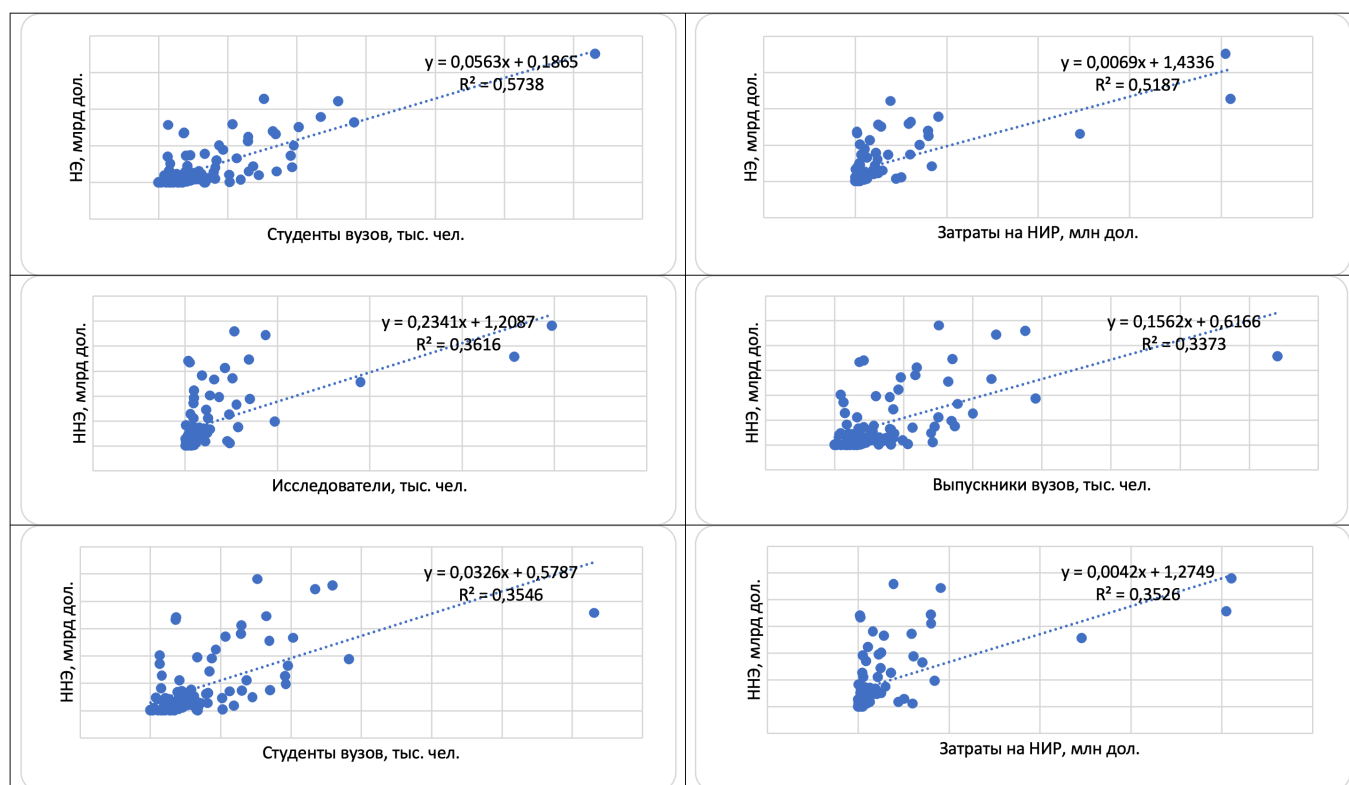 НЭ, млрд дол.
y = 0,0563x + 0,1865
R² = 0,5738
Студенты вузов, тыс. чел.
НЭ, млрд дол.
y = 0,0069x + 1,4336
R² = 0,5187
Затраты на НИР, млн дол.
ННЭ, млрд дол.
y = 0,2341x + 1,2087
R² = 0,3616
Исследователи, тыс. чел.
ННЭ, млрд дол.
y = 0,1562x + 0,6166
R² = 0,3373
Выпускники вузов, тыс. чел.
ННЭ, млрд дол.
y = 0,0326x + 0,5787
R² = 0,3546
Студенты вузов, тыс. чел.
ННЭ, млрд дол.
y = 0,0042x + 1,2749
R² = 0,3526
Затраты на НИР, млн дол.